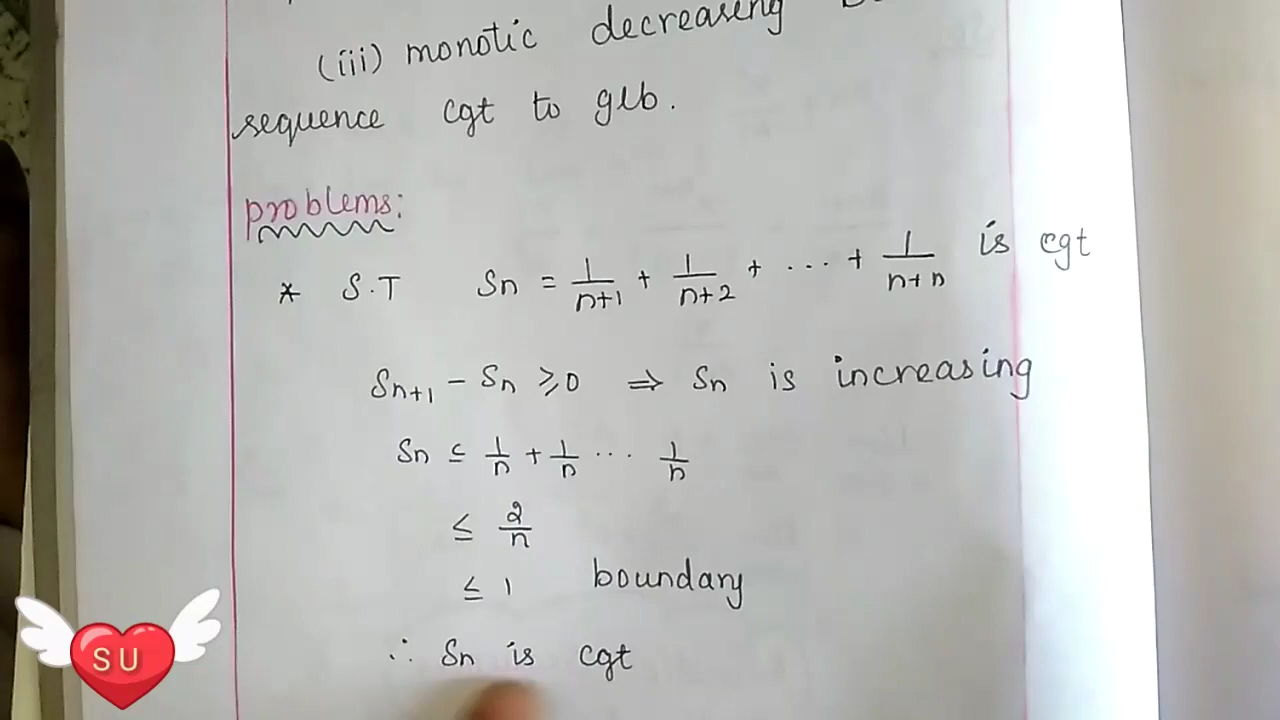 (iii) monotic decreasing
sequence cgt to glb.
problems:
* S.T Sn = 1/n+1 + 1/n+2 + ... + 1/n+n is cgt
Sn+1 - Sn ≥ 0 ⇒ Sn is increasing
Sn ≤ 1/n + 1/n ... 1/n
≤ 2/n
≤ 1 boundary
∴ Sn is cgt
SU